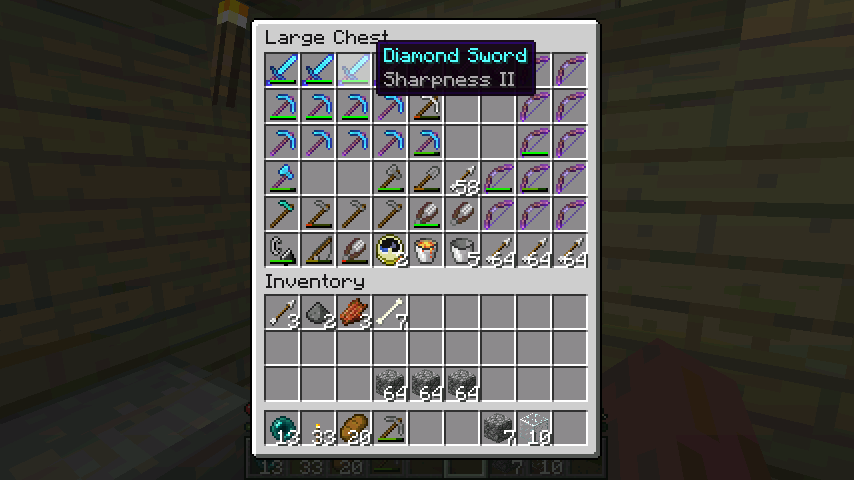 Large Chest
Diamond Sword
Sharpness II
58
2 5 64 64 64
Inventory
3 2 3 7
64 64 64
13 33 20 7 10
13 33 20 7 10